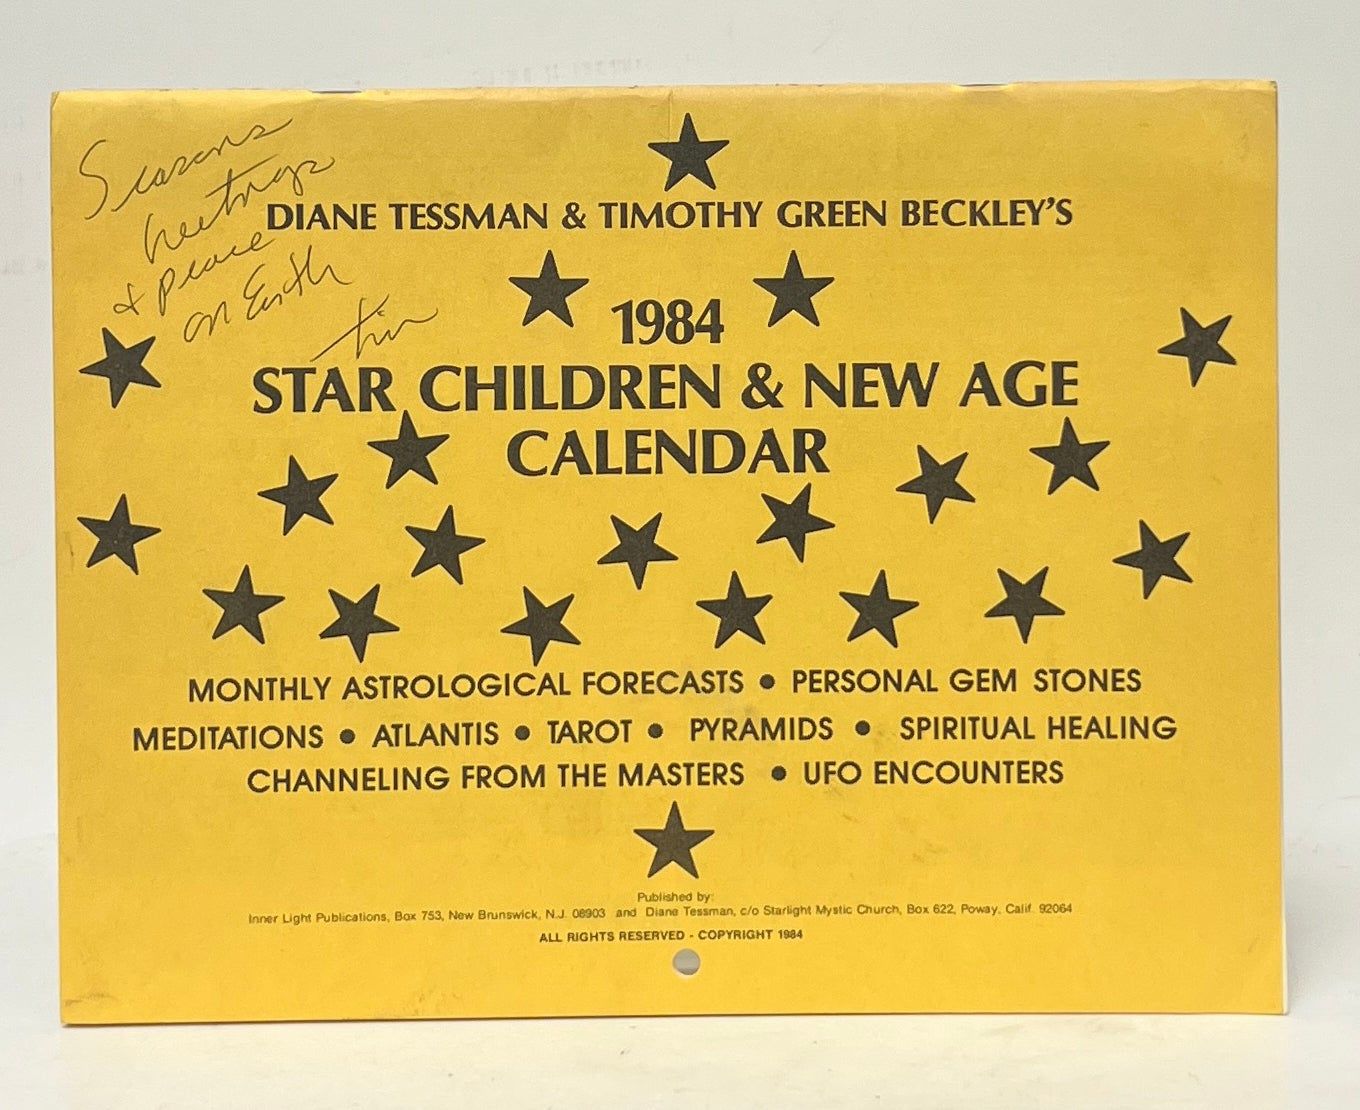 Seasons
Greetings
& peace
on Earth
Tim
DIANE TESSMAN & TIMOTHY GREEN BECKLEY'S
1984
STAR CHILDREN & NEW AGE
CALENDAR
MONTHLY ASTROLOGICAL FORECASTS • PERSONAL GEM STONES
MEDITATIONS • ATLANTIS • TAROT • PYRAMIDS • SPIRITUAL HEALING
CHANNELING FROM THE MASTERS • UFO ENCOUNTERS
Published by:
Inner Light Publications, Box 753, New Brunswick, N.J. 08903 and Diane Tessman, c/o Starlight Mystic Church, Box 622, Poway, Calif. 92064
ALL RIGHTS RESERVED - COPYRIGHT 1984